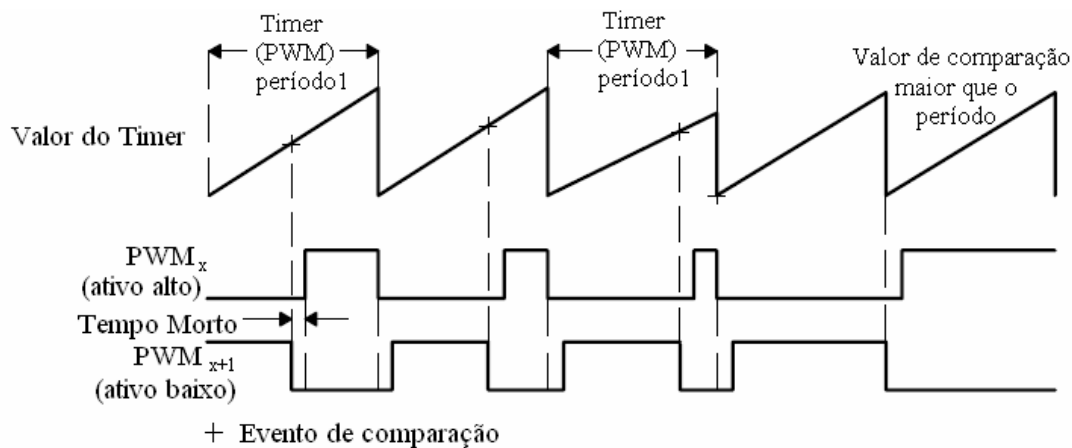 Timer
(PWM)
período1
Timer
(PWM)
período1
Valor de comparação
maior que o
período
Valor do Timer
PWMx
(ativo alto)
Tempo Morto
PWMx+1
(ativo baixo)
+ Evento de comparação